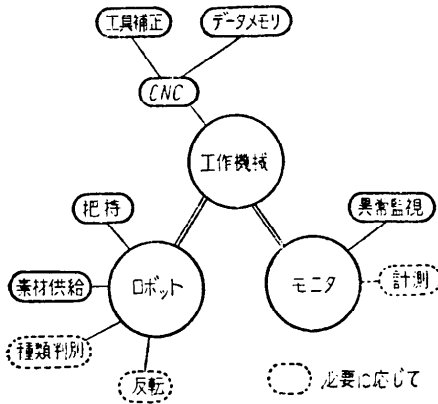 工具補正
データメモリ
CNC
工作機械
把持
異常監視
素材供給
ロボット
モニタ
計測
種類判別
反転
必要に応じて